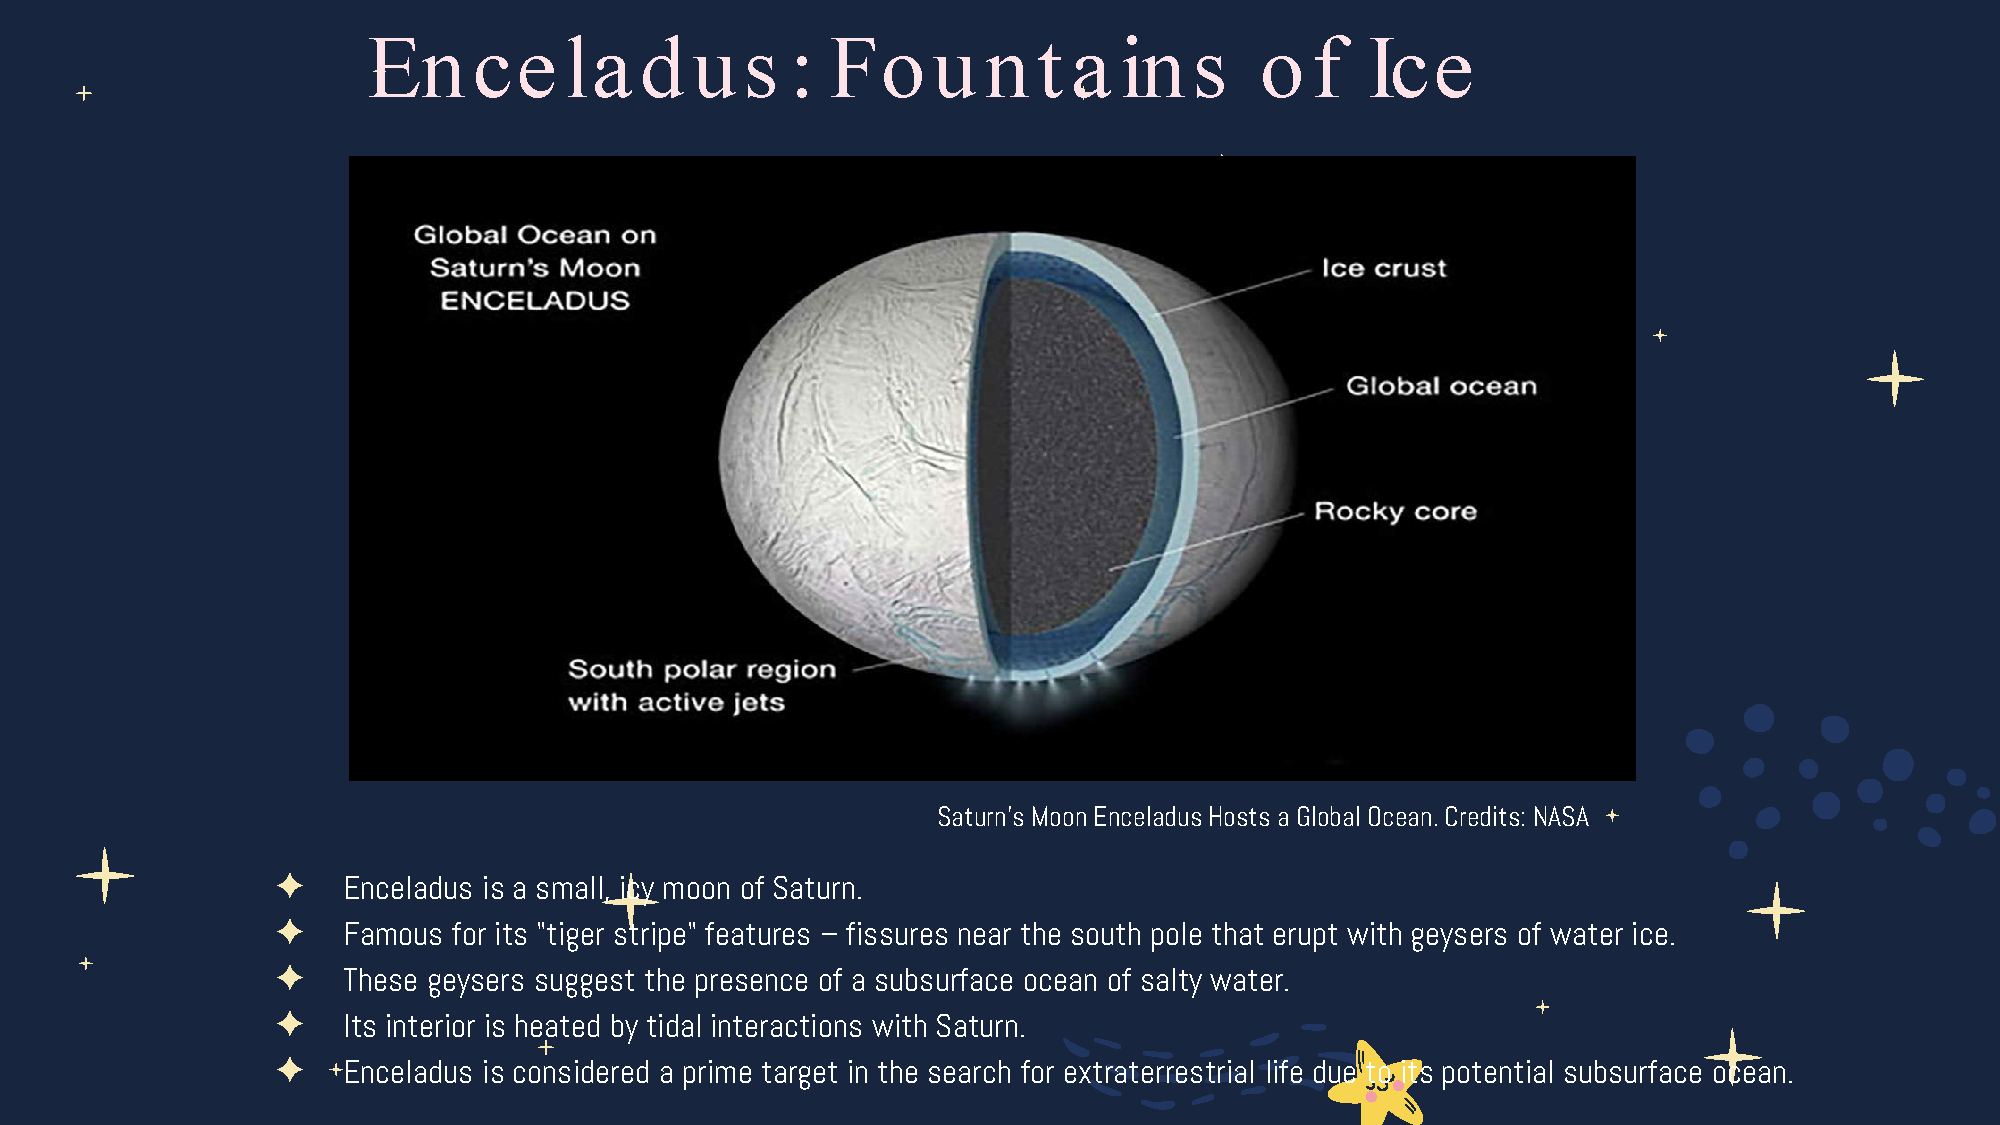 Enceladus: Fountains of Ice
Global Ocean on
Saturn's Moon
ENCELADUS
Ice crust
Global ocean
Rocky core
South polar region
with active jets
Saturn's Moon Enceladus Hosts a Global Ocean. Credits: NASA
Enceladus is a small, icy moon of Saturn.
Famous for its "tiger stripe" features – fissures near the south pole that erupt with geysers of water ice.
These geysers suggest the presence of a subsurface ocean of salty water.
Its interior is heated by tidal interactions with Saturn.
Enceladus is considered a prime target in the search for extraterrestrial life due to its potential subsurface ocean.